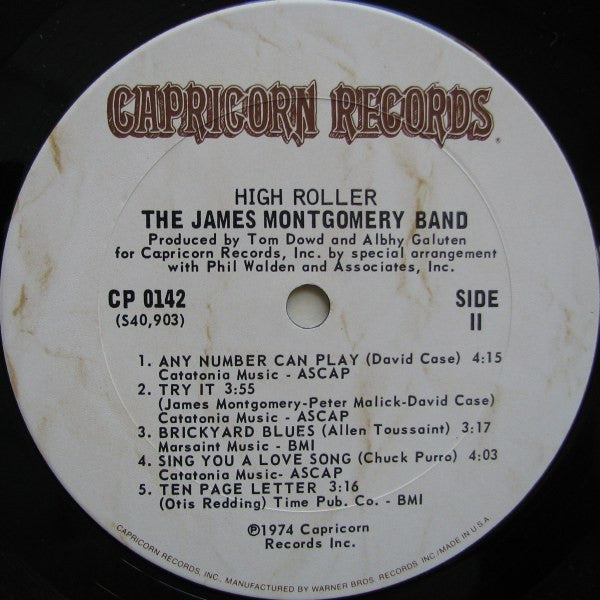 CAPRICORN RECORDS.
HIGH ROLLER
THE JAMES MONTGOMERY BAND
Produced by Tom Dowd and Albhy Galuten
for Capricorn Records, Inc. by special arrangement
with Phil Walden and Associates, Inc.
CP 0142
(S40,903)
SIDE
II
1. ANY NUMBER CAN PLAY (David Case) 4:15
Catatonia Music - ASCAP
2. TRY IT 3:55
(James Montgomery-Peter Malick-David Case)
Catatonia Music - ASCAP
3. BRICKYARD BLUES (Allen Toussaint) 3:17
Marsaint Music - BMI
4. SING YOU A LOVE SONG (Chuck Purro) 4:03
Catatonia Music- ASCAP
5. TEN PAGE LETTER 3:16
(Otis Redding) Time Pub. Co. - BMI
℗1974 Capricorn
Records Inc.
CAPRICORN RECORDS, INC. MANUFACTURED BY WARNER BROS. RECORDS INC./MADE IN U.S.A.